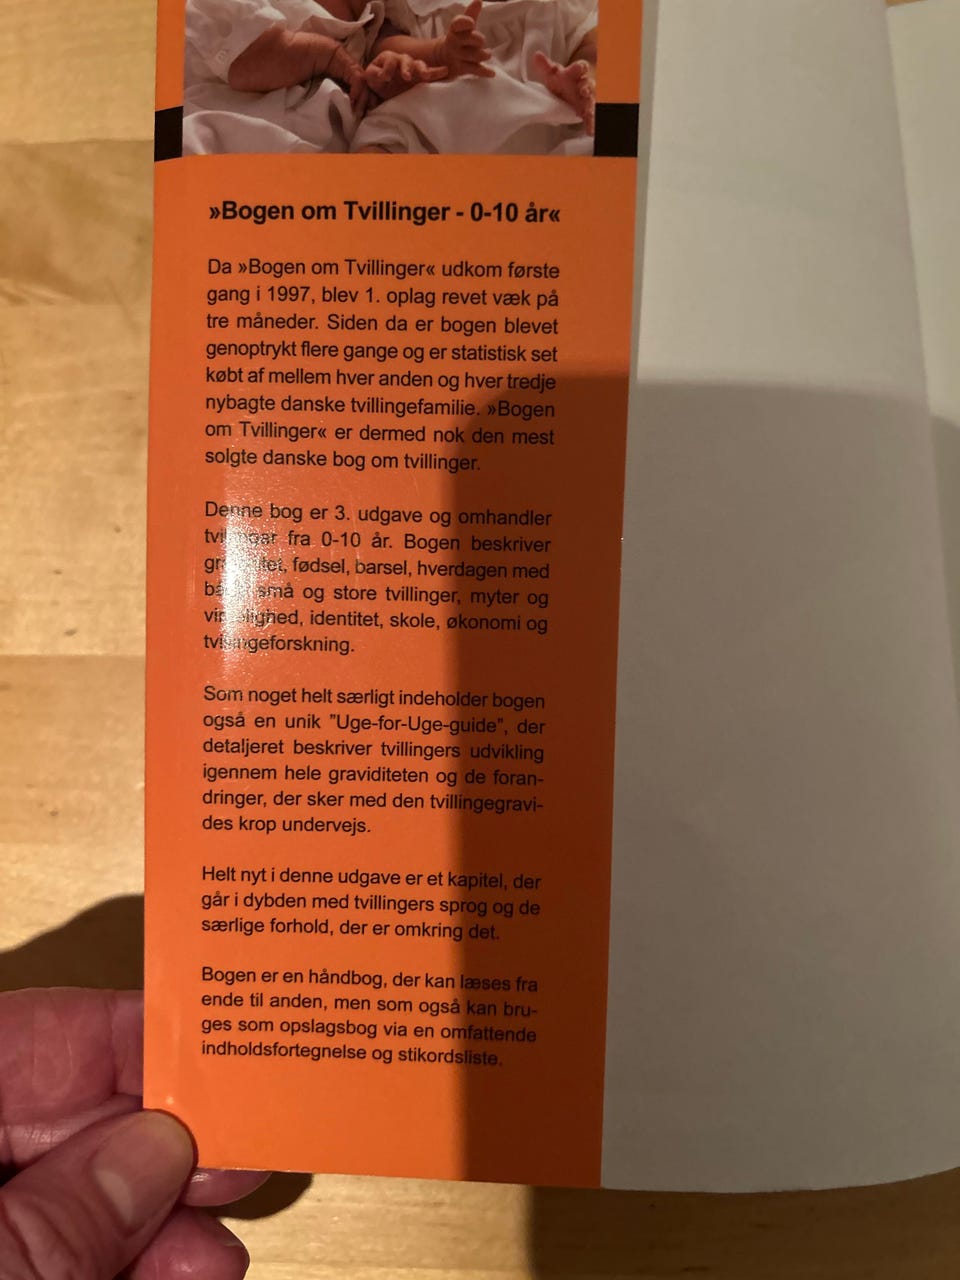 »Bogen om Tvillinger - 0-10 år«
Da »Bogen om Tvillinger« udkom første
gang i 1997, blev 1. oplag revet væk på
tre måneder. Siden da er bogen blevet
genoptrykt flere gange og er statistisk set
købt af mellem hver anden og hver tredje
nybagte danske tvillingefamilie. »Bogen
om Tvillinger« er dermed nok den mest
solgte danske bog om tvillinger.
Denne bog er 3. udgave og omhandler
tvillinger fra 0-10 år. Bogen beskriver
graviditet, fødsel, barsel, hverdagen med
både små og store tvillinger, myter og
virkelighed, identitet, skole, økonomi og
tvillingeforskning.
Som noget helt særligt indeholder bogen
også en unik "Uge-for-Uge-guide", der
detaljeret beskriver tvillingers udvikling
igennem hele graviditeten og de foran-
dringer, der sker med den tvillingegravi-
des krop undervejs.
Helt nyt i denne udgave er et kapitel, der
går i dybden med tvillingers sprog og de
særlige forhold, der er omkring det.
Bogen er en håndbog, der kan læses fra
ende til anden, men som også kan bru-
ges som opslagsbog via en omfattende
indholdsfortegnelse og stikordsliste.